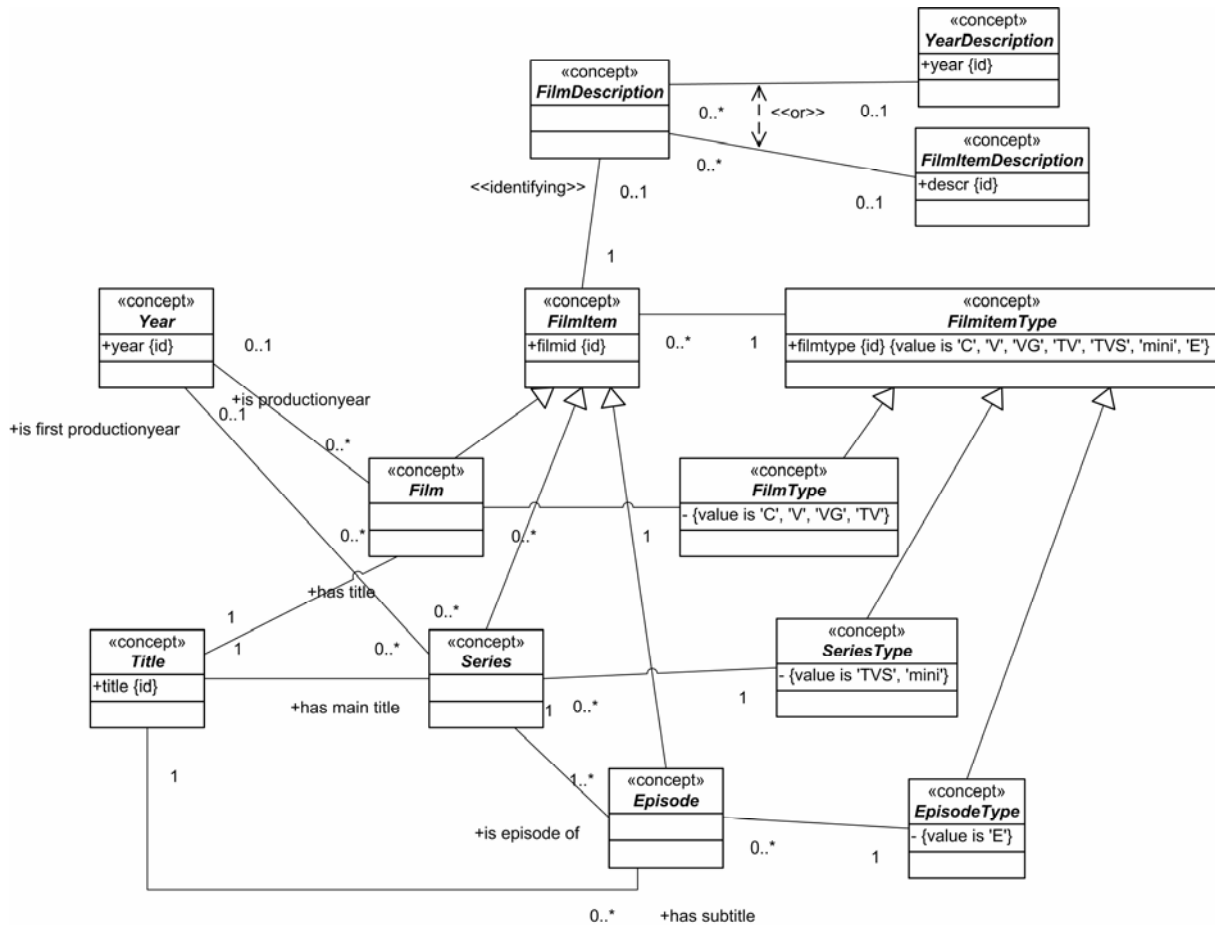 «concept»
YearDescription
+year {id}
«concept»
FilmDescription
0..*
<<or>>
0..1
«concept»
FilmItemDescription
+descr {id}
0..*
0..1
<<identifying>>
0..1
1
«concept»
Year
+year {id}
«concept»
FilmItem
+filmid {id}
«concept»
FilmitemType
+filmtype {id} {value is 'C', 'V', 'VG', 'TV', 'TVS', 'mini', 'E'}
0..*
1
0..1
+is productionyear
0..1
+is first productionyear
0..*
«concept»
Film
«concept»
FilmType
- {value is 'C', 'V', 'VG', 'TV'}
0..*
0..*
1
+has title
1
0..*
«concept»
Title
+title {id}
1
0..*
«concept»
Series
«concept»
SeriesType
- {value is 'TVS', 'mini'}
+has main title
1
0..*
1
1
1..*
«concept»
Episode
«concept»
EpisodeType
- {value is 'E'}
+is episode of
0..*
1
0..*
+has subtitle